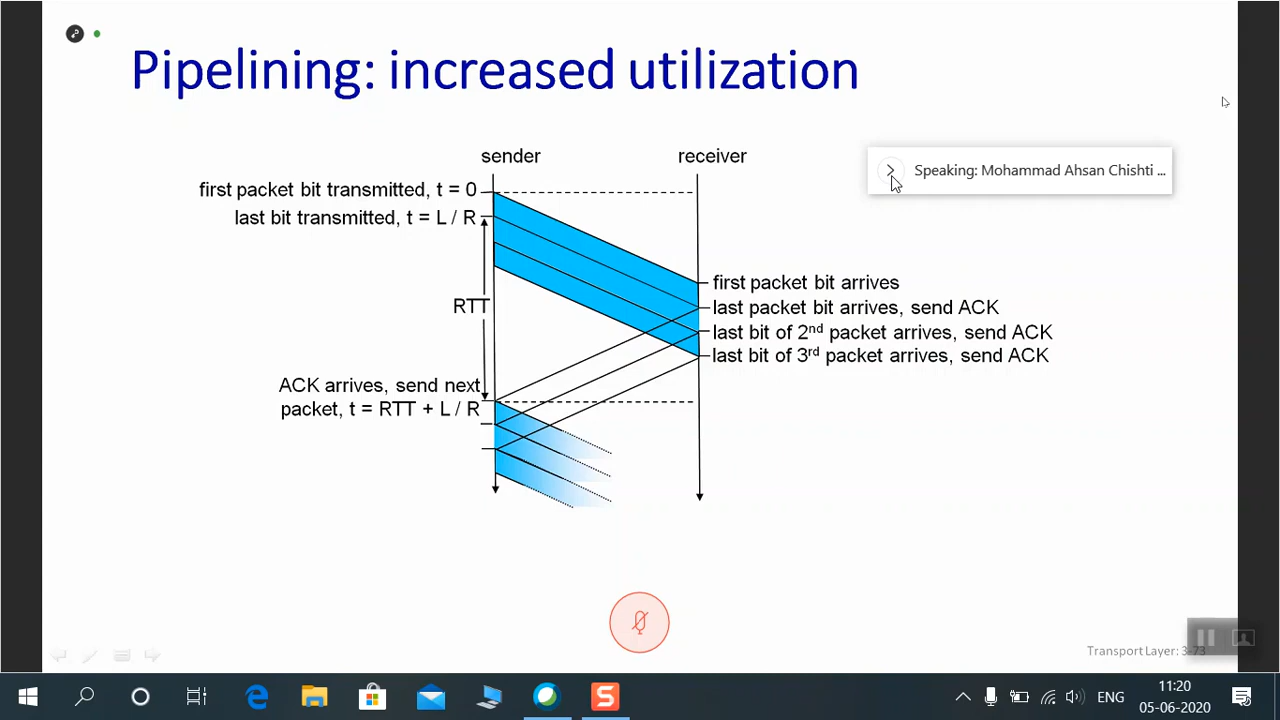 Pipelining: increased utilization
sender
receiver
Speaking: Mohammad Ahsan Chishti ...
first packet bit transmitted, t = 0
last bit transmitted, t = L / R
first packet bit arrives
RTT
last packet bit arrives, send ACK
last bit of 2nd packet arrives, send ACK
last bit of 3rd packet arrives, send ACK
ACK arrives, send next
packet, t = RTT + L / R
Transport Layer: 3-73
S
ENG
11:20
05-06-2020